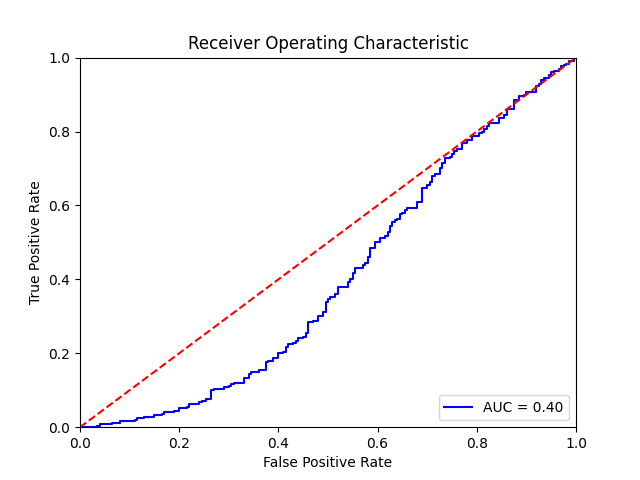 Receiver Operating Characteristic
1.0
0.8
0.6
0.4
0.2
0.0
True Positive Rate
AUC = 0.40
0.0 0.2 0.4 0.6 0.8 1.0
False Positive Rate